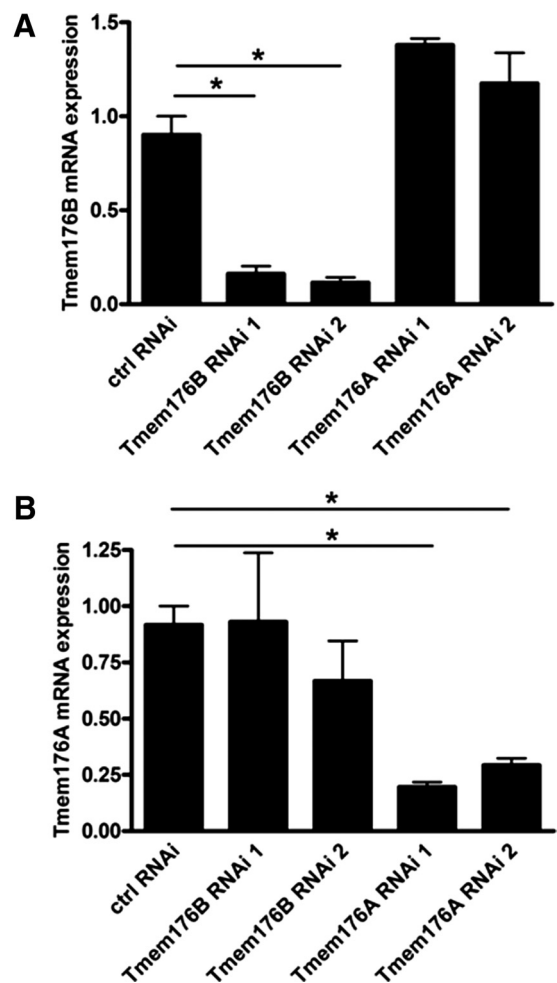 A
Tmem176B mRNA expression
1.5
1.0
0.5
0.0
*
*
ctrl RNAi
Tmem176B RNAi 1
Tmem176B RNAi 2
Tmem176A RNAi 1
Tmem176A RNAi 2
B
Tmem176A mRNA expression
1.25
1.00
0.75
0.50
0.25
0.00
*
*
ctrl RNAi
Tmem176B RNAi 1
Tmem176B RNAi 2
Tmem176A RNAi 1
Tmem176A RNAi 2